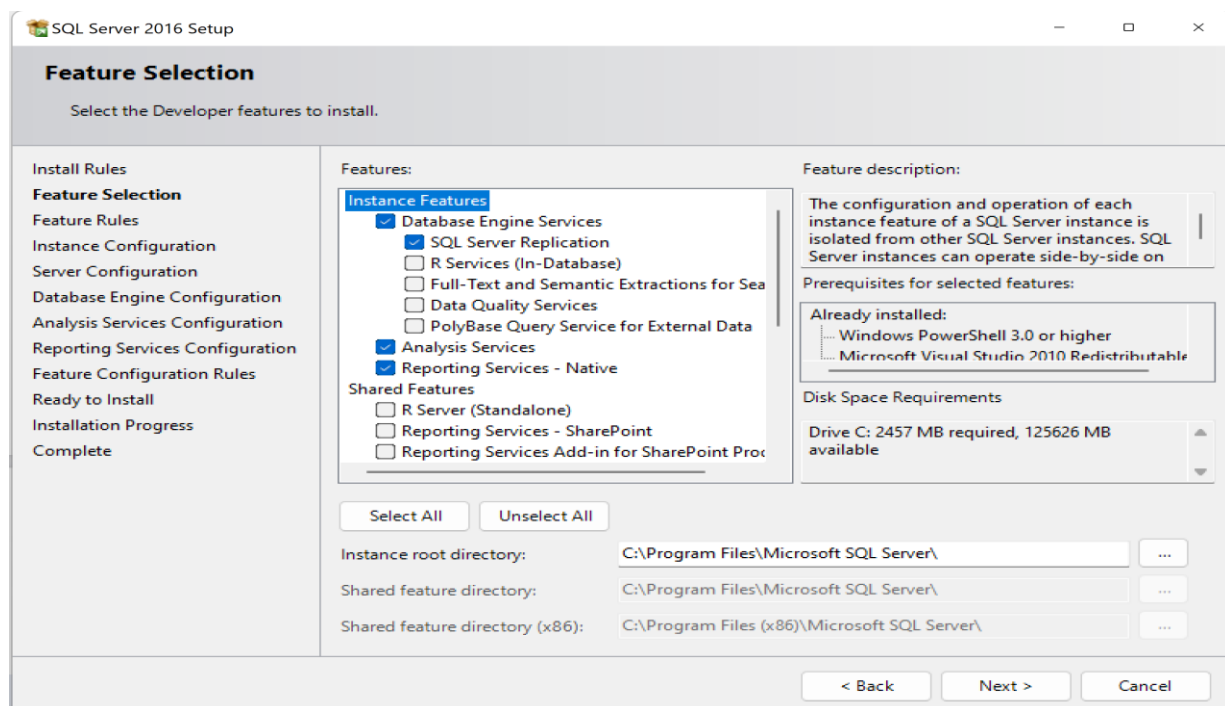 SQL Server 2016 Setup
Feature Selection
Select the Developer features to install.
Install Rules
Feature Selection
Feature Rules
Instance Configuration
Server Configuration
Database Engine Configuration
Analysis Services Configuration
Reporting Services Configuration
Feature Configuration Rules
Ready to Install
Installation Progress
Complete
Features:
Instance Features
Database Engine Services
SQL Server Replication
R Services (In-Database)
Full-Text and Semantic Extractions for Sea
Data Quality Services
PolyBase Query Service for External Data
Analysis Services
Reporting Services - Native
Shared Features
R Server (Standalone)
Reporting Services - SharePoint
Reporting Services Add-in for SharePoint Proc
Feature description:
The configuration and operation of each
instance feature of a SQL Server instance is
isolated from other SQL Server instances. SQL
Server instances can operate side-by-side on
Prerequisites for selected features:
Already installed:
Windows PowerShell 3.0 or higher
Microsoft Visual Studio 2010 Redistributable
Disk Space Requirements
Drive C: 2457 MB required, 125626 MB
available
Select All
Unselect All
Instance root directory:
C:\Program Files\Microsoft SQL Server\
...
Shared feature directory:
C:\Program Files\Microsoft SQL Server\
...
Shared feature directory (x86):
C:\Program Files (x86)\Microsoft SQL Server\
...
< Back
Next >
Cancel